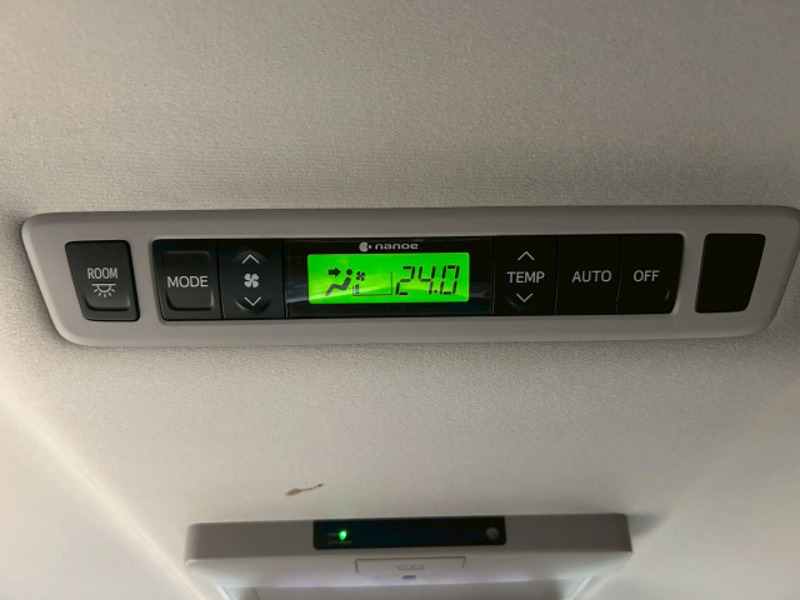 nanoe
ROOM
MODE
24.0
TEMP
AUTO
OFF